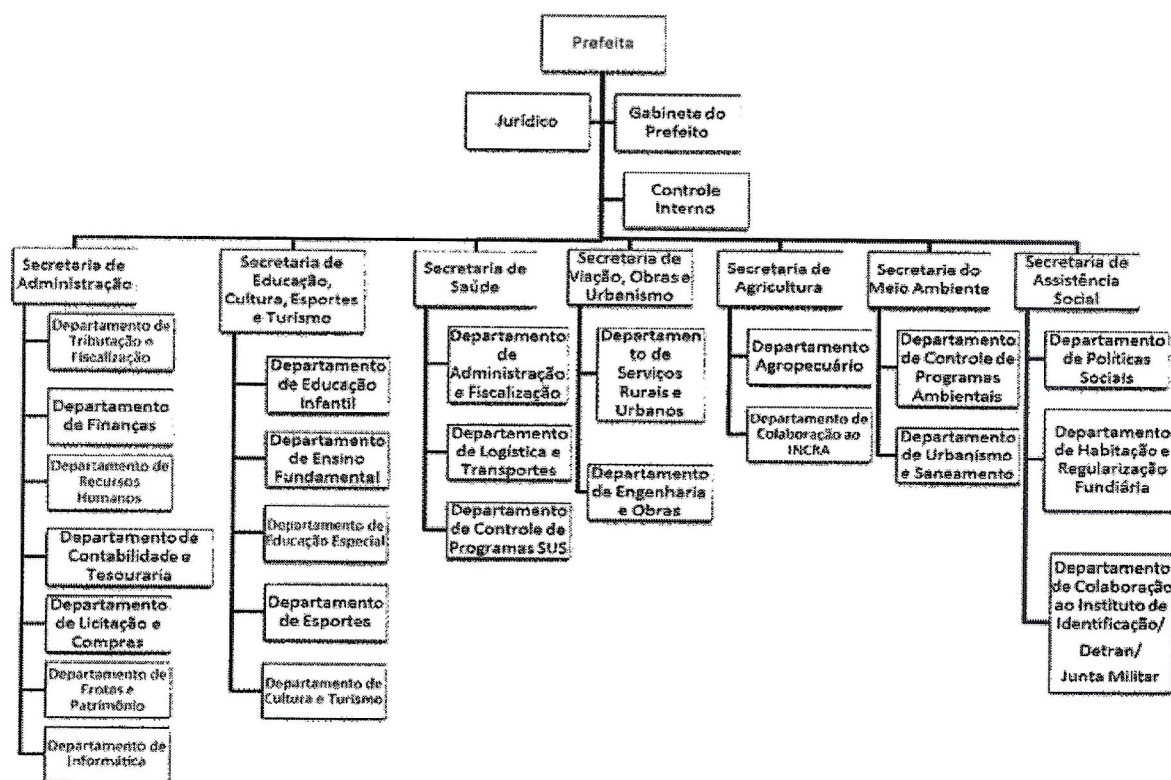 Prefeita
Jurídico
Gabinete do
Prefeito
Controle
Interno
Secretaria de
Administração
Departamento de
Tributação e
Fiscalização
Departamento
de Finanças
Departamento de
Recursos
Humanos
Departamento de
Contabilidade e
Tesouraria
Departamento
de Licitação e
Compras
Departamento de
Frotas e
Patrimônio
Departamento de
Informática
Secretaria de
Educação,
Cultura, Esportes
e Turismo
Departamento
de Educação
Infantil
Departamento
de Ensino
Fundamental
Departamento de
Educação Especial
Departamento
de Esportes
Departamento de
Cultura e Turismo
Secretaria de
Saúde
Departamento
de
Administração
e Fiscalização
Departamento
de Logística e
Transportes
Departamento
de Controle de
Programas SUS
Secretaria de
Viação, Obras e
Urbanismo
Departamen
to de
Serviços
Rurais e
Urbanos
Departamento
de Engenharia
e Obras
Secretaria de
Agricultura
Departamento
Agropecuário
Departamento de
Colaboração ao
INCRA
Secretaria do
Meio Ambiente
Departamento
de Controle de
Programas
Ambientais
Departamento
de Urbanismo
e Saneamento
Secretaria de
Assistência
Social
Departamento
de Políticas
Sociais
Departamento
de Habitação e
Regularização
Fundiária
Departamento
de Colaboração
ao Instituto de
Identificação/
Detran/
Junta Militar